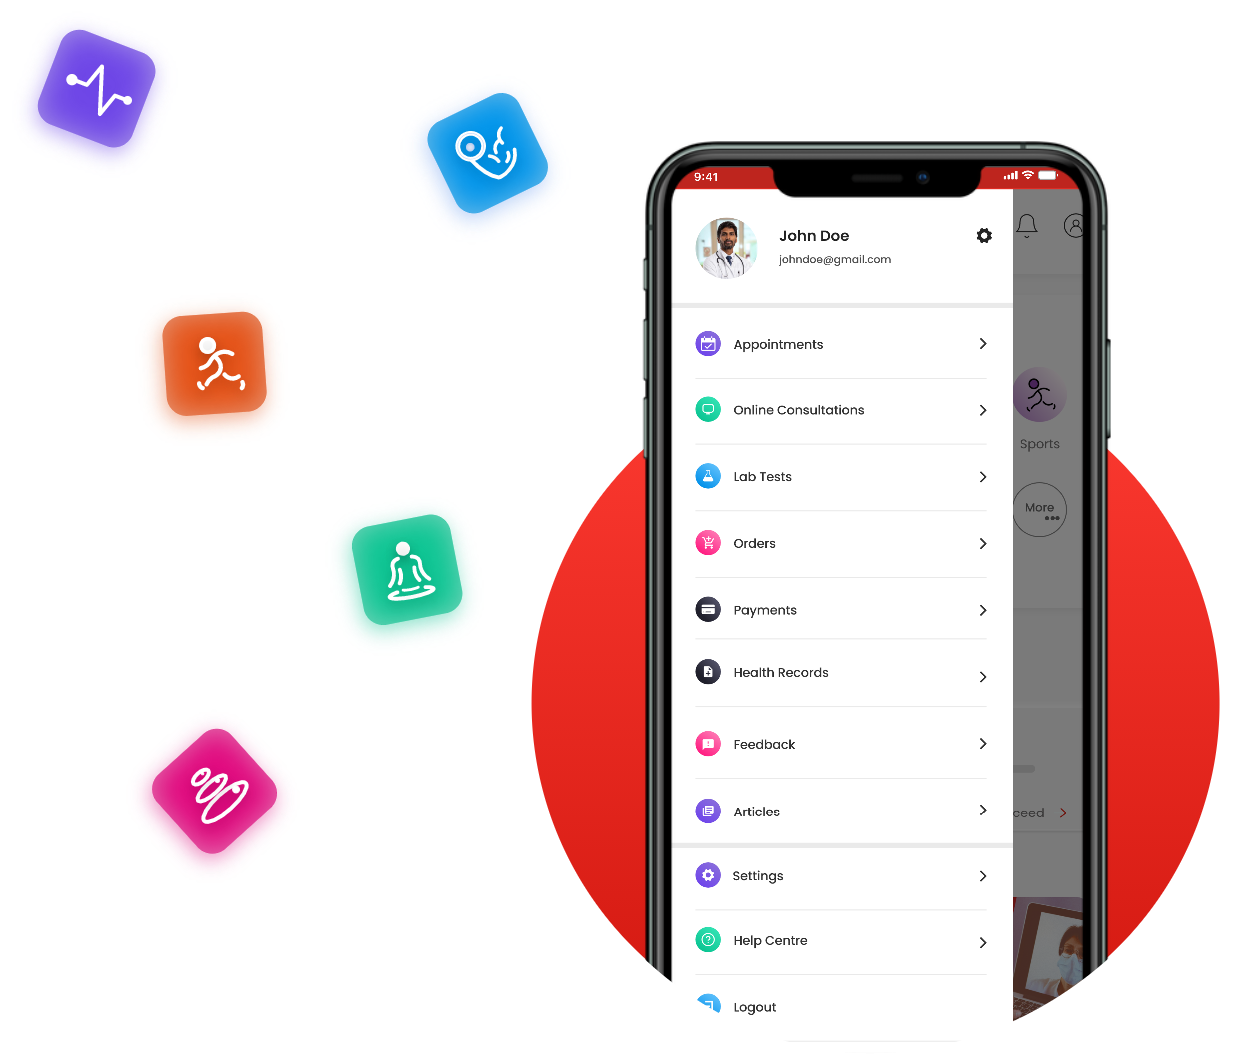 9:41
John Doe
johndoe@gmail.com
Appointments
Online Consultations
Sports
Lab Tests
More
Orders
Payments
Health Records
Feedback
Articles
ceed
Settings
Help Centre
Logout